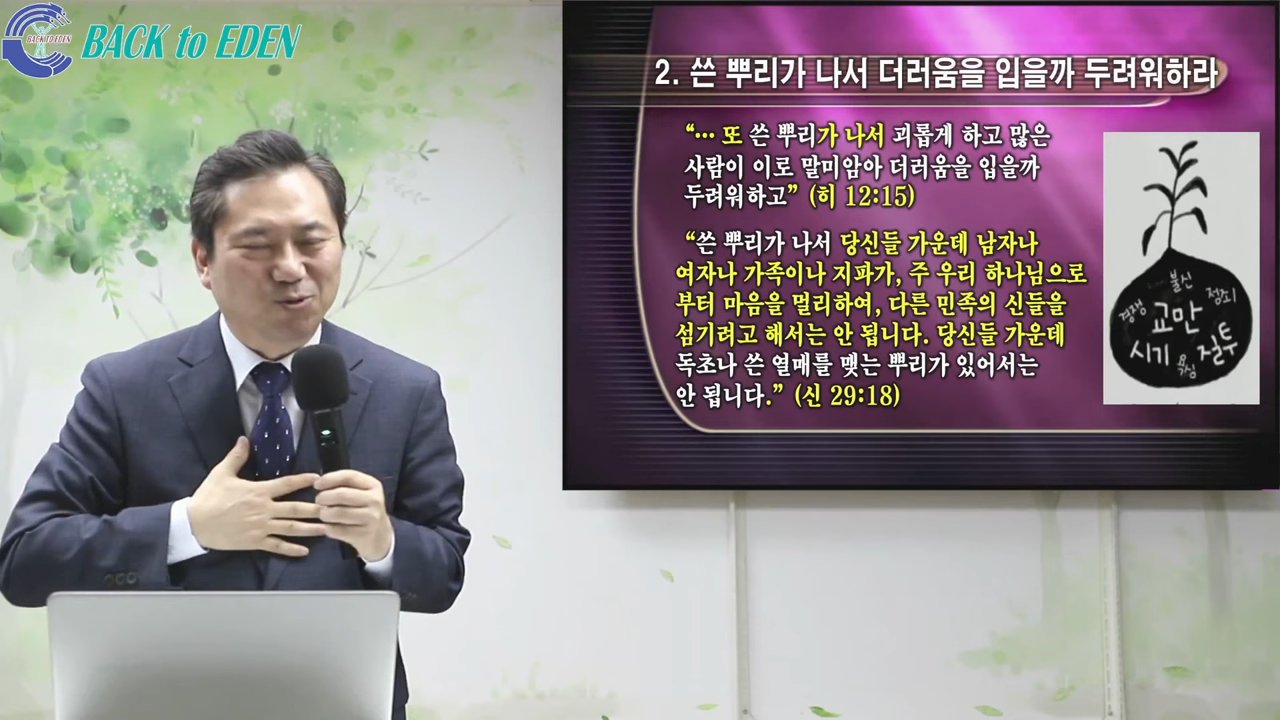 BACK TO EDEN
BACK to EDEN
2. 쓴 뿌리가 나서 더러움을 입을까 두려워하라
“… 또 쓴 뿌리가 나서 괴롭게 하고 많은
사람이 이로 말미암아 더러움을 입을까
두려워하고” (히 12:15)
“쓴 뿌리가 나서 당신들 가운데 남자나
여자나 가족이나 지파가, 주 우리 하나님으로
부터 마음을 멀리하여, 다른 민족의 신들을
섬기려고 해서는 안 됩니다. 당신들 가운데
독초나 쓴 열매를 맺는 뿌리가 있어서는
안 됩니다.” (신 29:18)
불신
경쟁
정죄
교만
시기
질투
욕심